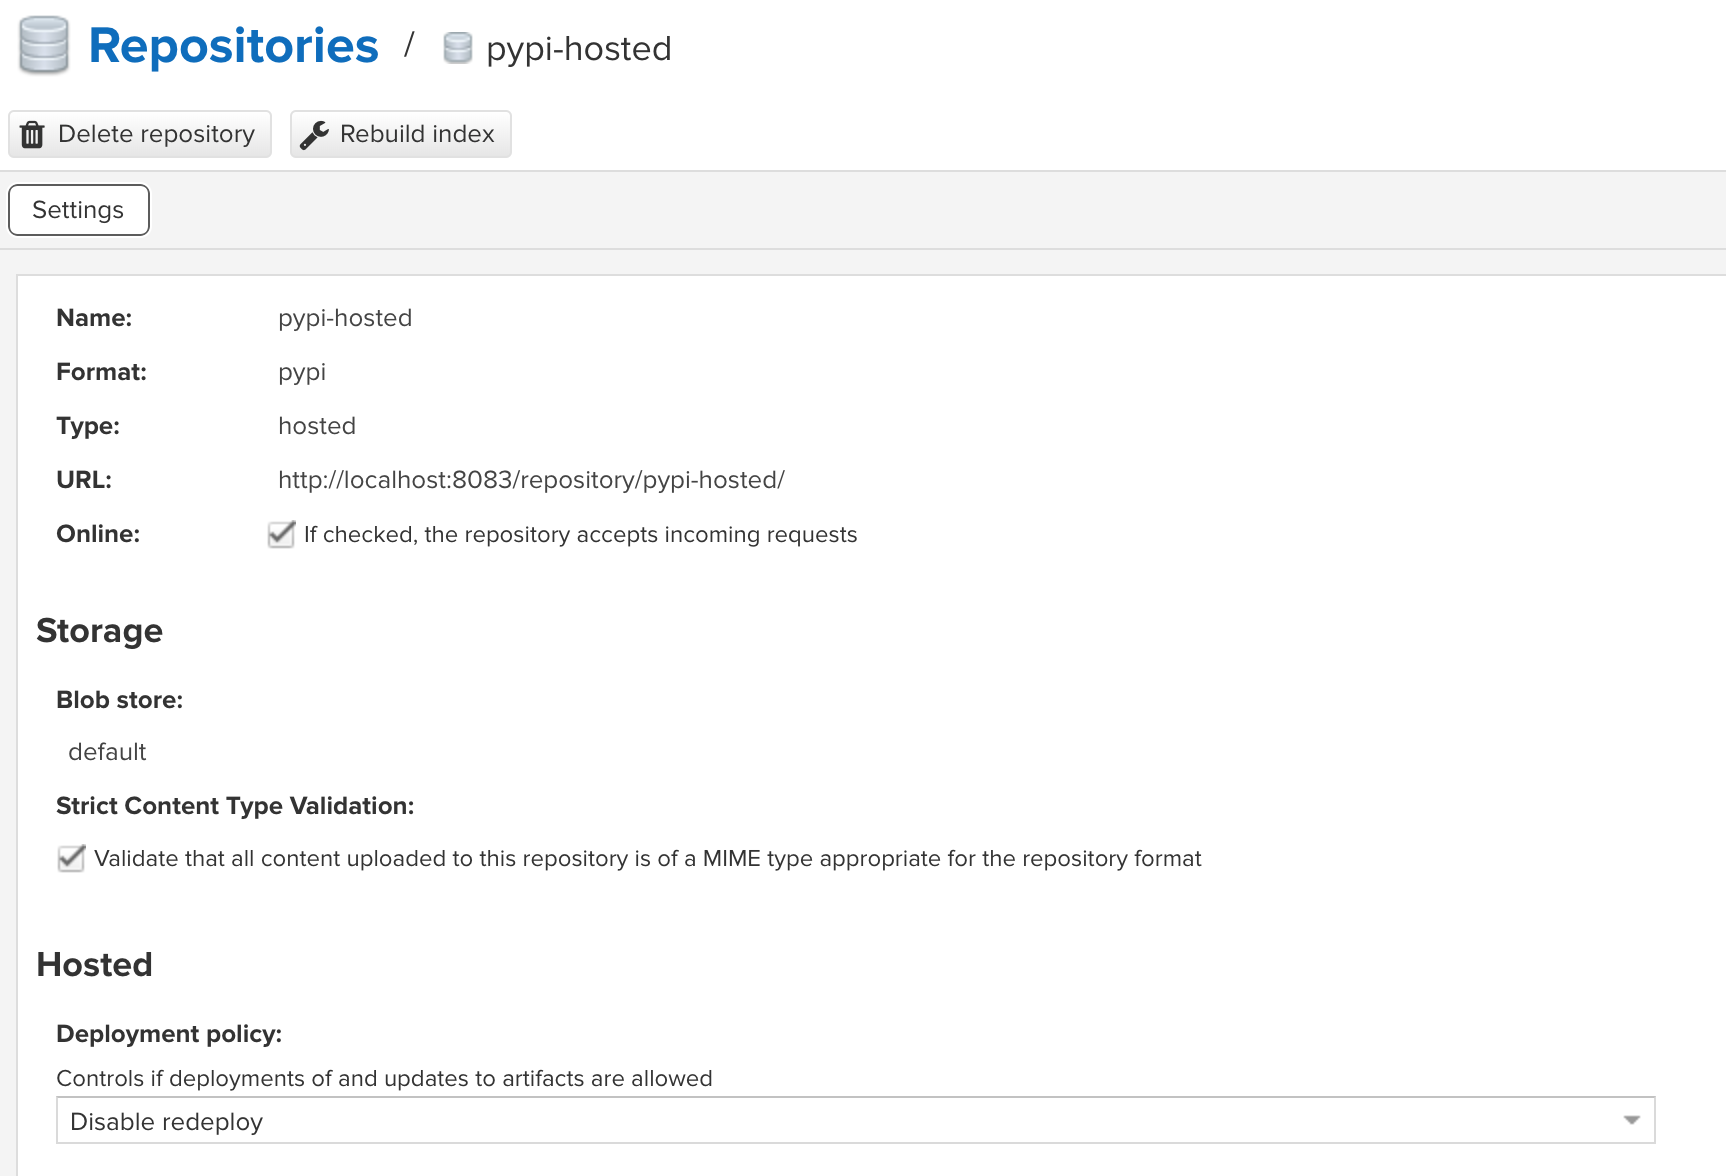 Repositories / pypi-hosted
Delete repository Rebuild index
Settings
Name: pypi-hosted
Format: pypi
Type: hosted
URL: http://localhost:8083/repository/pypi-hosted/
Online: If checked, the repository accepts incoming requests
Storage
Blob store:
default
Strict Content Type Validation:
Validate that all content uploaded to this repository is of a MIME type appropriate for the repository format
Hosted
Deployment policy:
Controls if deployments of and updates to artifacts are allowed
Disable redeploy